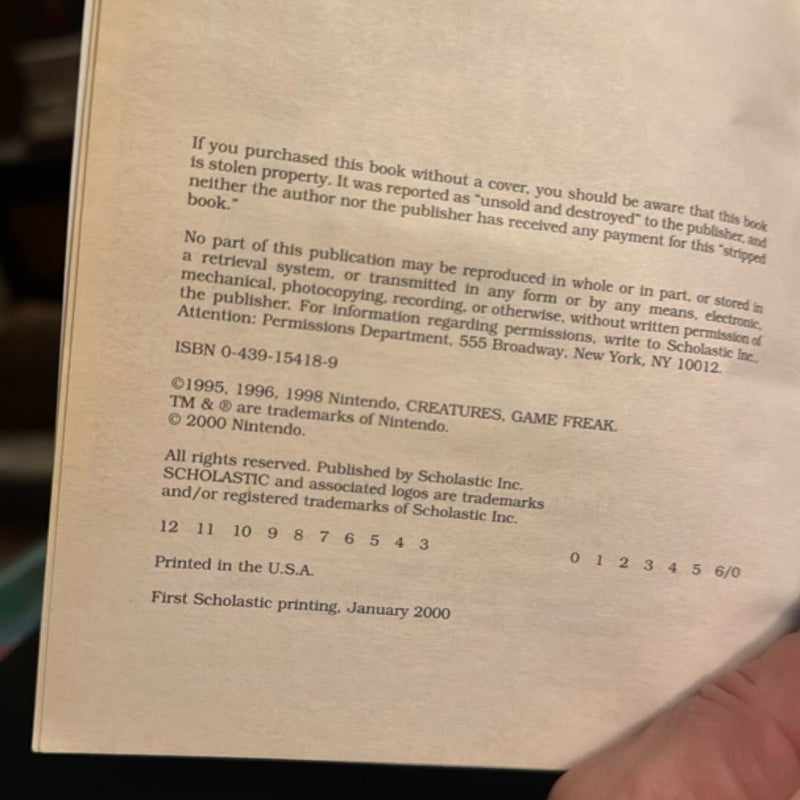 If you purchased this book without a cover, you should be aware that this book
is stolen property. It was reported as "unsold and destroyed" to the publisher, and
neither the author nor the publisher has received any payment for this "stripped
book."
No part of this publication may be reproduced in whole or in part, or stored in
a retrieval system, or transmitted in any form or by any means, electronic,
mechanical, photocopying, recording, or otherwise, without written permission of
the publisher. For information regarding permissions, write to Scholastic Inc.,
Attention: Permissions Department, 555 Broadway, New York, NY 10012.
ISBN 0-439-15418-9
©1995, 1996, 1998 Nintendo, CREATURES, GAME FREAK.
TM & ® are trademarks of Nintendo.
© 2000 Nintendo.
All rights reserved. Published by Scholastic Inc.
SCHOLASTIC and associated logos are trademarks
and/or registered trademarks of Scholastic Inc.
12 11 10 9 8 7 6 5 4 3 0 1 2 3 4 5 6/0
Printed in the U.S.A.
First Scholastic printing, January 2000